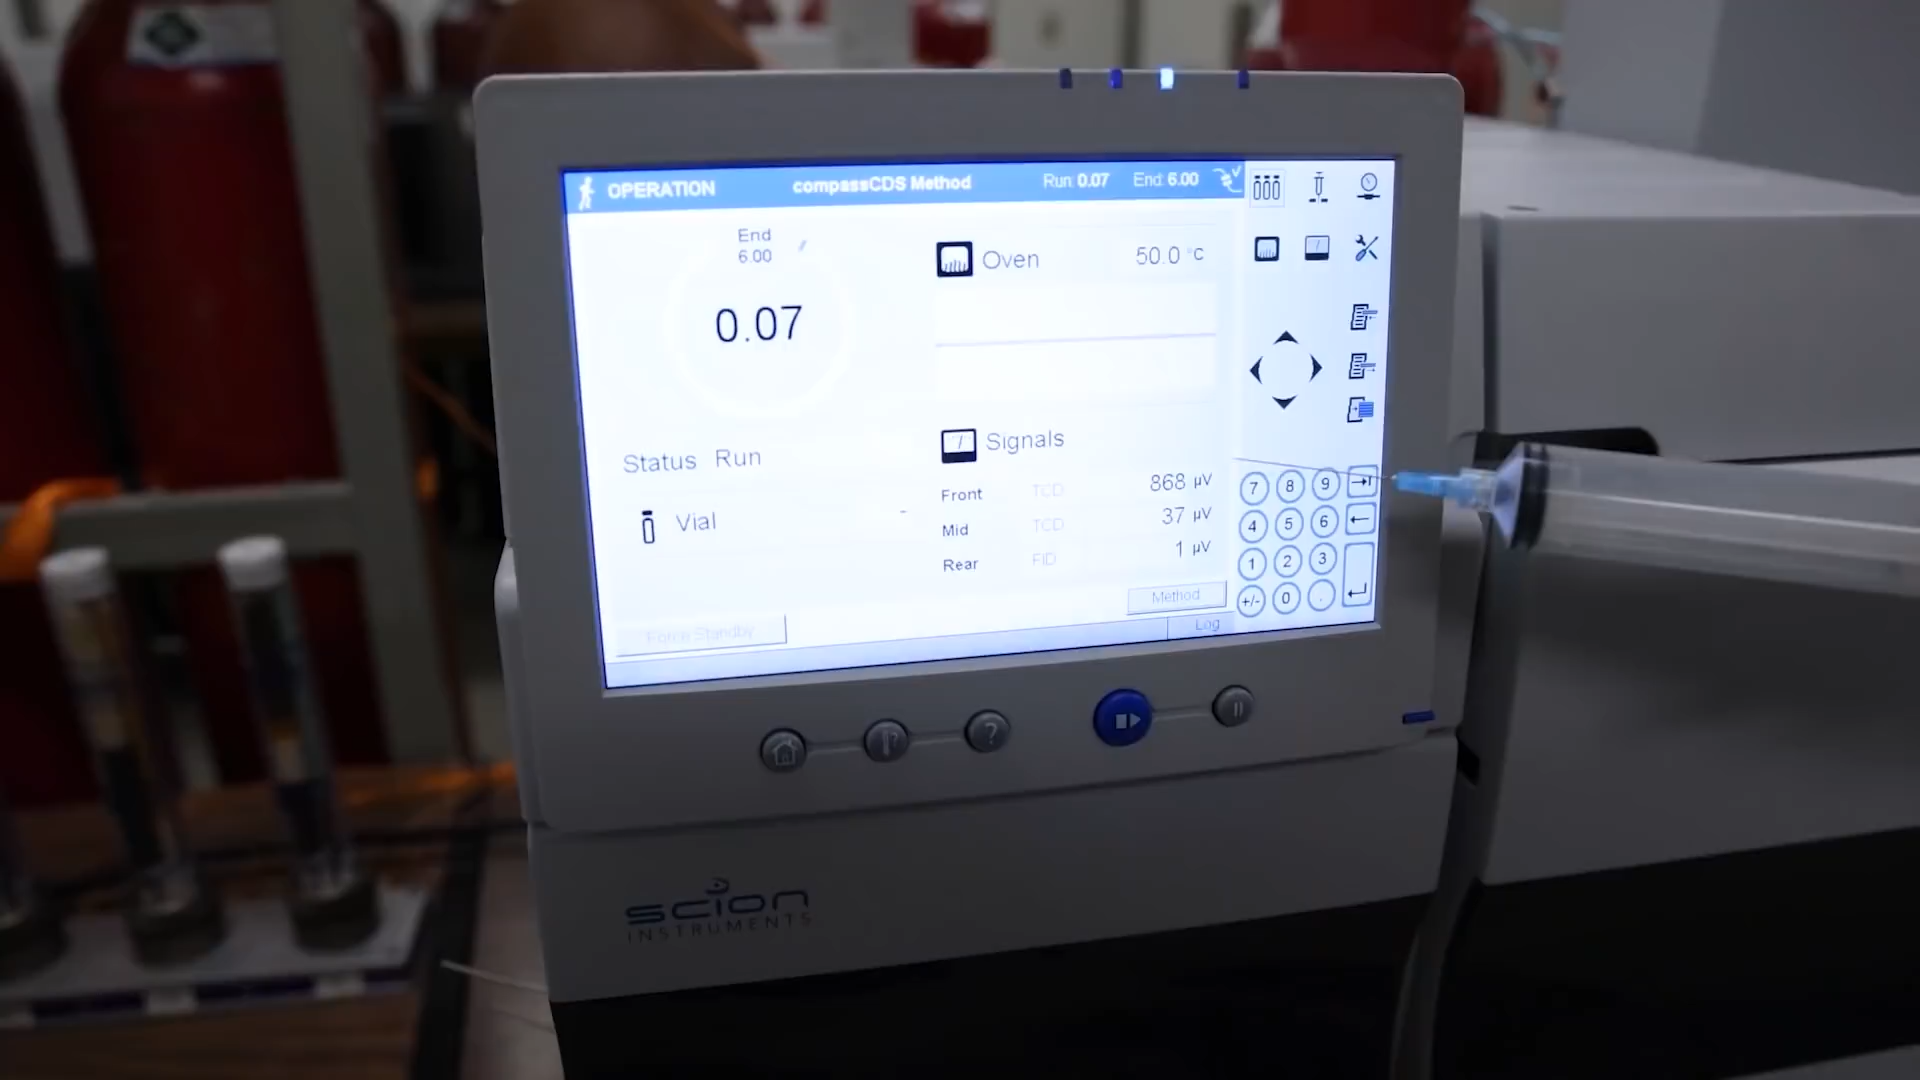 OPERATION compassCDS Method Run: 0.07 End: 6.00
End
6.00
0.07
Status Run
Vial -
Oven 50.0 °C
Signals
Front TCD 868 µV
Mid TCD 37 µV
Rear FID 1 µV
Method
Force Standby
Log
7 8 9
4 5 6
1 2 3
+/- 0 .
?
scion
INSTRUMENTS